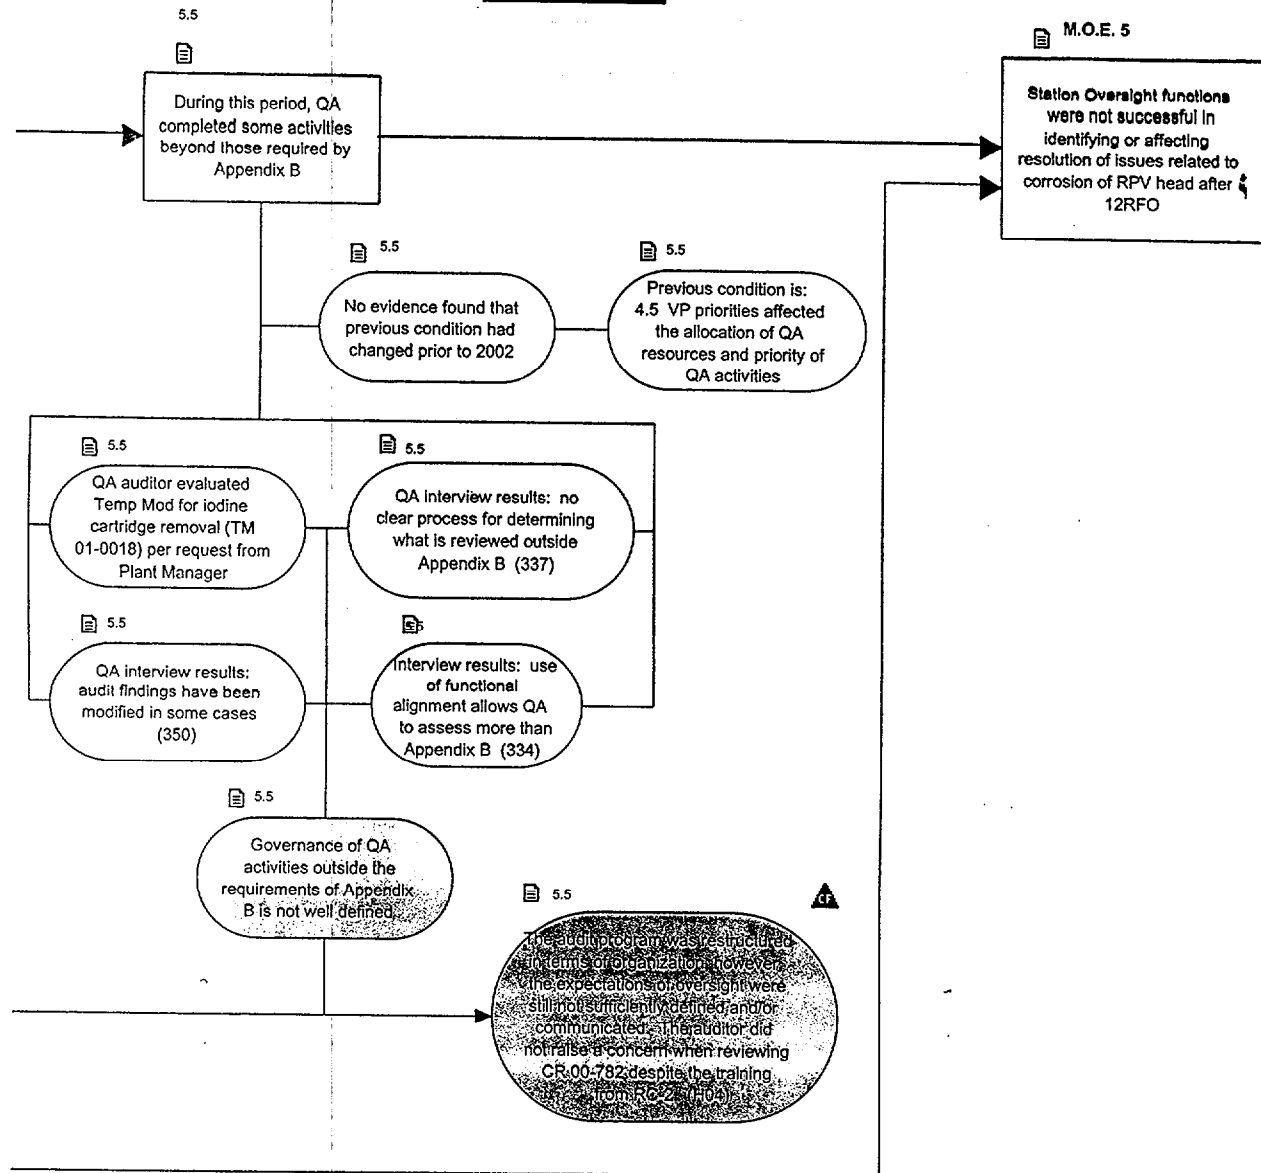 5.5
M.O.E. 5
During this period, QA
completed some activities
beyond those required by
Appendix B
Station Oversight functions
were not successful in
identifying or affecting
resolution of issues related to
corrosion of RPV head after
12RFO
5.5
No evidence found that
previous condition had
changed prior to 2002
5.5
Previous condition is:
4.5 VP priorities affected
the allocation of QA
resources and priority of
QA activities
5.5
QA auditor evaluated
Temp Mod for iodine
cartridge removal (TM
01-0018) per request from
Plant Manager
5.5
QA Interview results: no
clear process for determining
what is reviewed outside
Appendix B (337)
5.5
QA interview results:
audit findings have been
modified in some cases
(350)
Interview results: use
of functional
alignment allows QA
to assess more than
Appendix B (334)
5.5
Governance of QA
activities outside the
requirements of Appendix
B is not well defined
5.5
CF
The audit program was restructured
in terms of organization, however,
the expectations of oversight were
still not sufficiently defined and/or
communicated. The auditor did
not raise a concern when reviewing
CR 00-782 despite the training
from